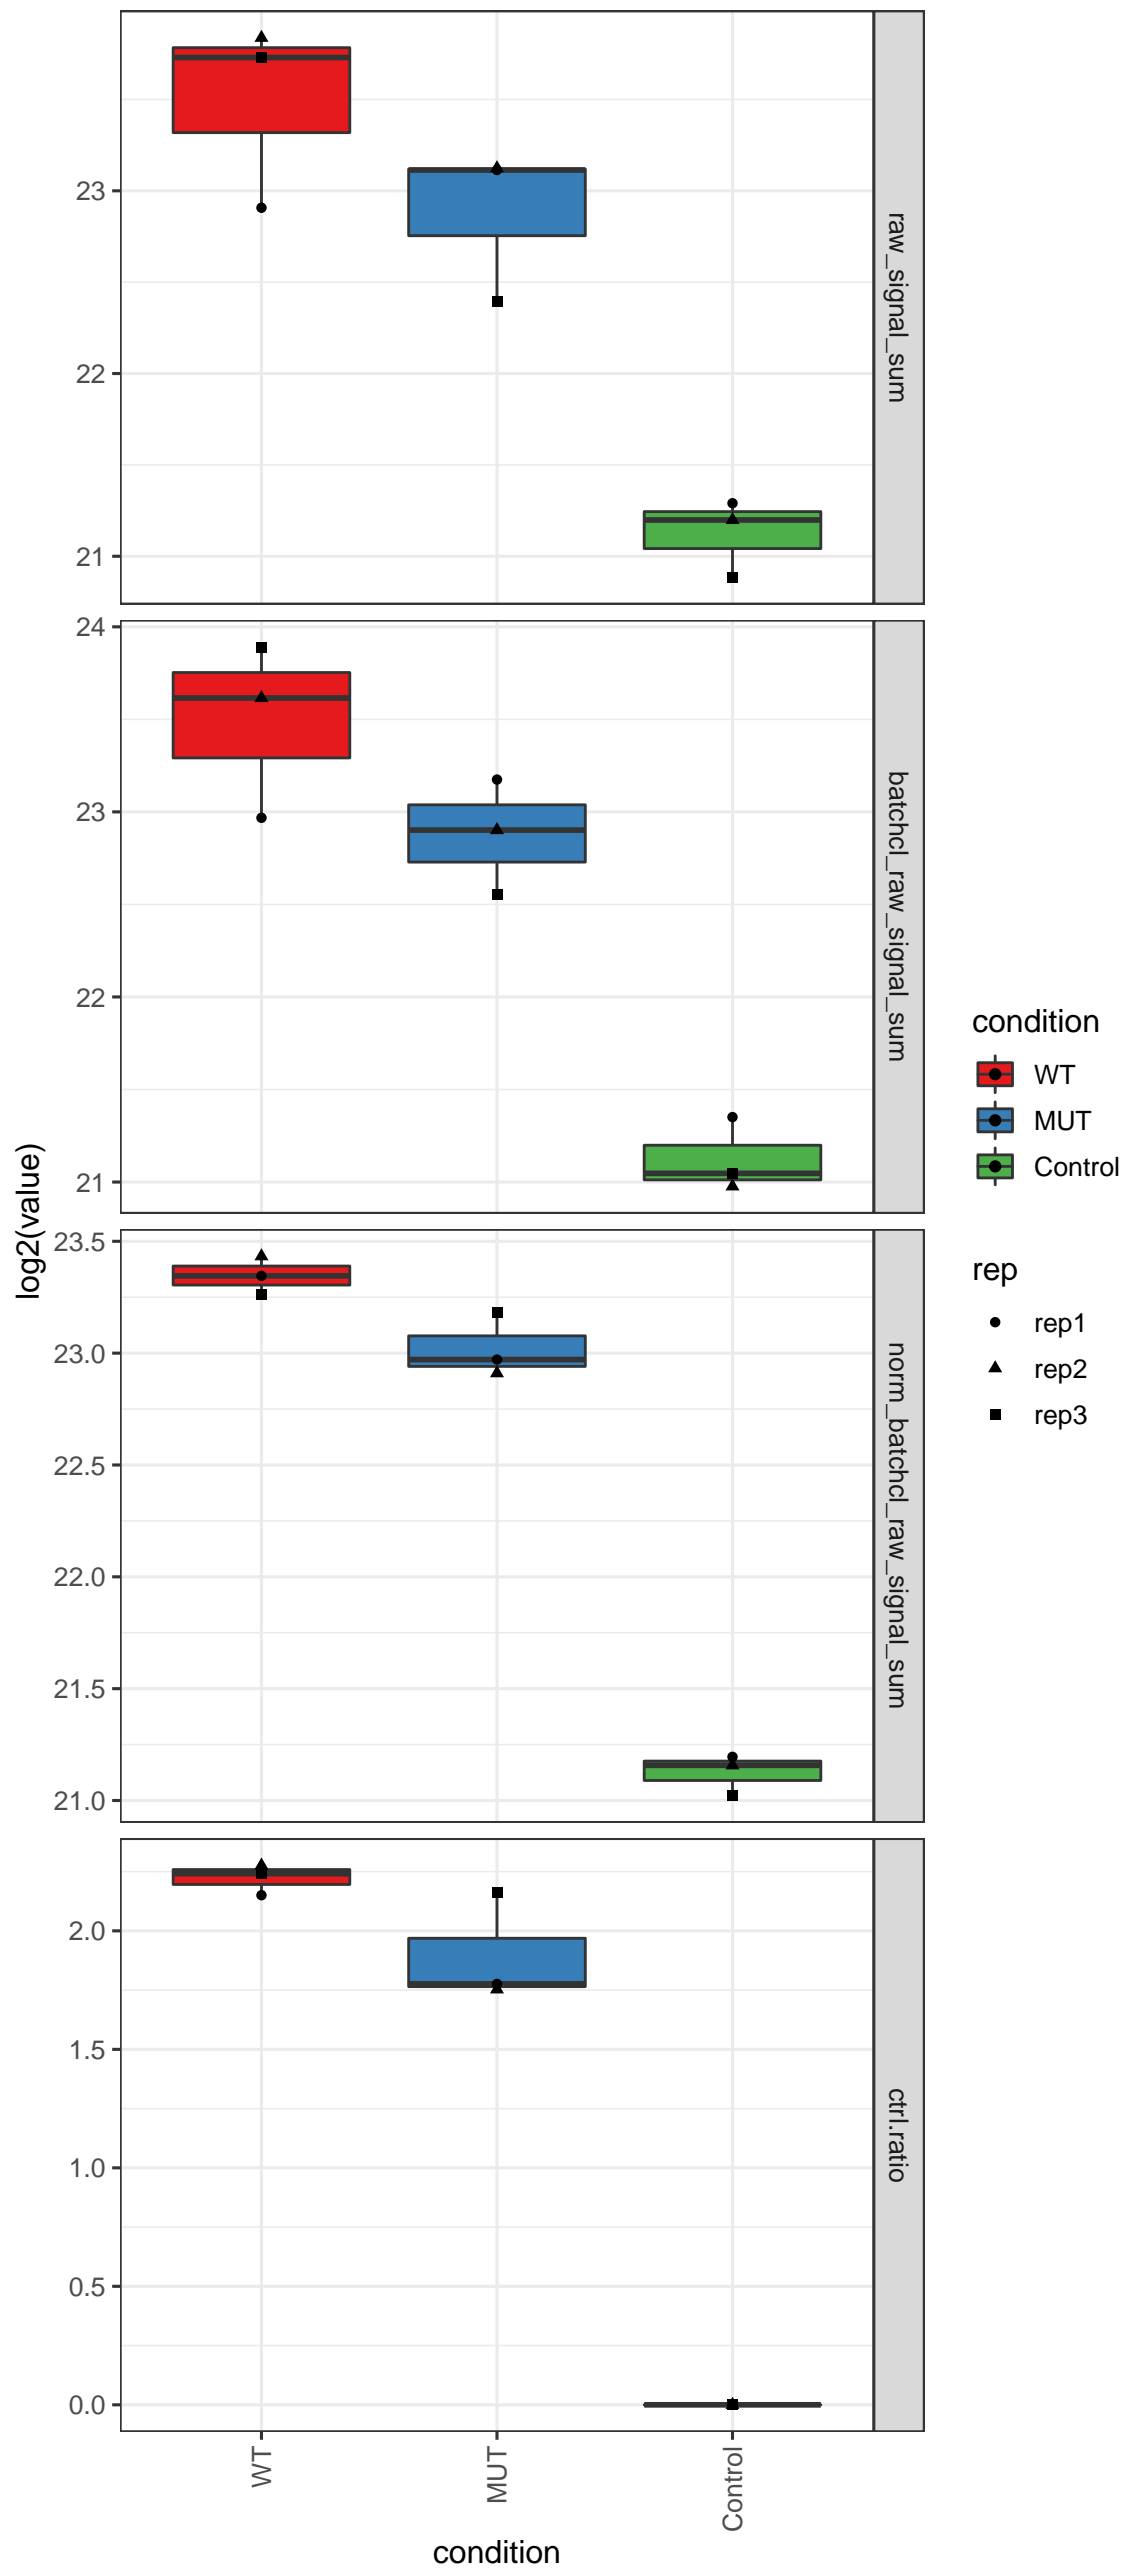 log2(value)
23
22
21
raw_signal_sum
24
23
22
21
batchcl_raw_signal_sum
23.5
23.0
22.5
22.0
21.5
21.0
norm_batchcl_raw_signal_sum
2.0
1.5
1.0
0.5
0.0
ctrl.ratio
WT
MUT
Control
condition
condition
WT
MUT
Control
rep
rep1
rep2
rep3